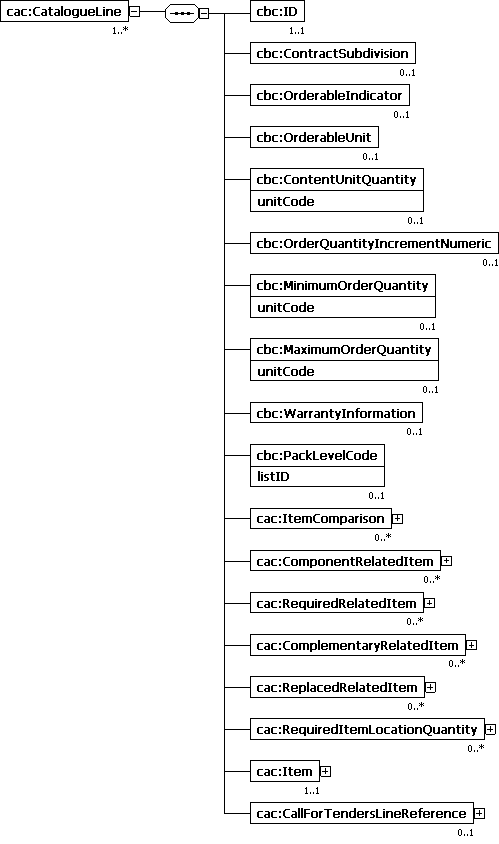 cac:CatalogueLine
1..*
cbc:ID
1..1
cbc:ContractSubdivision
0..1
cbc:OrderableIndicator
0..1
cbc:OrderableUnit
0..1
cbc:ContentUnitQuantity
unitCode
0..1
cbc:OrderQuantityIncrementNumeric
0..1
cbc:MinimumOrderQuantity
unitCode
0..1
cbc:MaximumOrderQuantity
unitCode
0..1
cbc:WarrantyInformation
0..1
cbc:PackLevelCode
listID
0..1
cac:ItemComparison
0..*
cac:ComponentRelatedItem
0..*
cac:RequiredRelatedItem
0..*
cac:ComplementaryRelatedItem
0..*
cac:ReplacedRelatedItem
0..*
cac:RequiredItemLocationQuantity
0..*
cac:Item
1..1
cac:CallForTendersLineReference
0..1